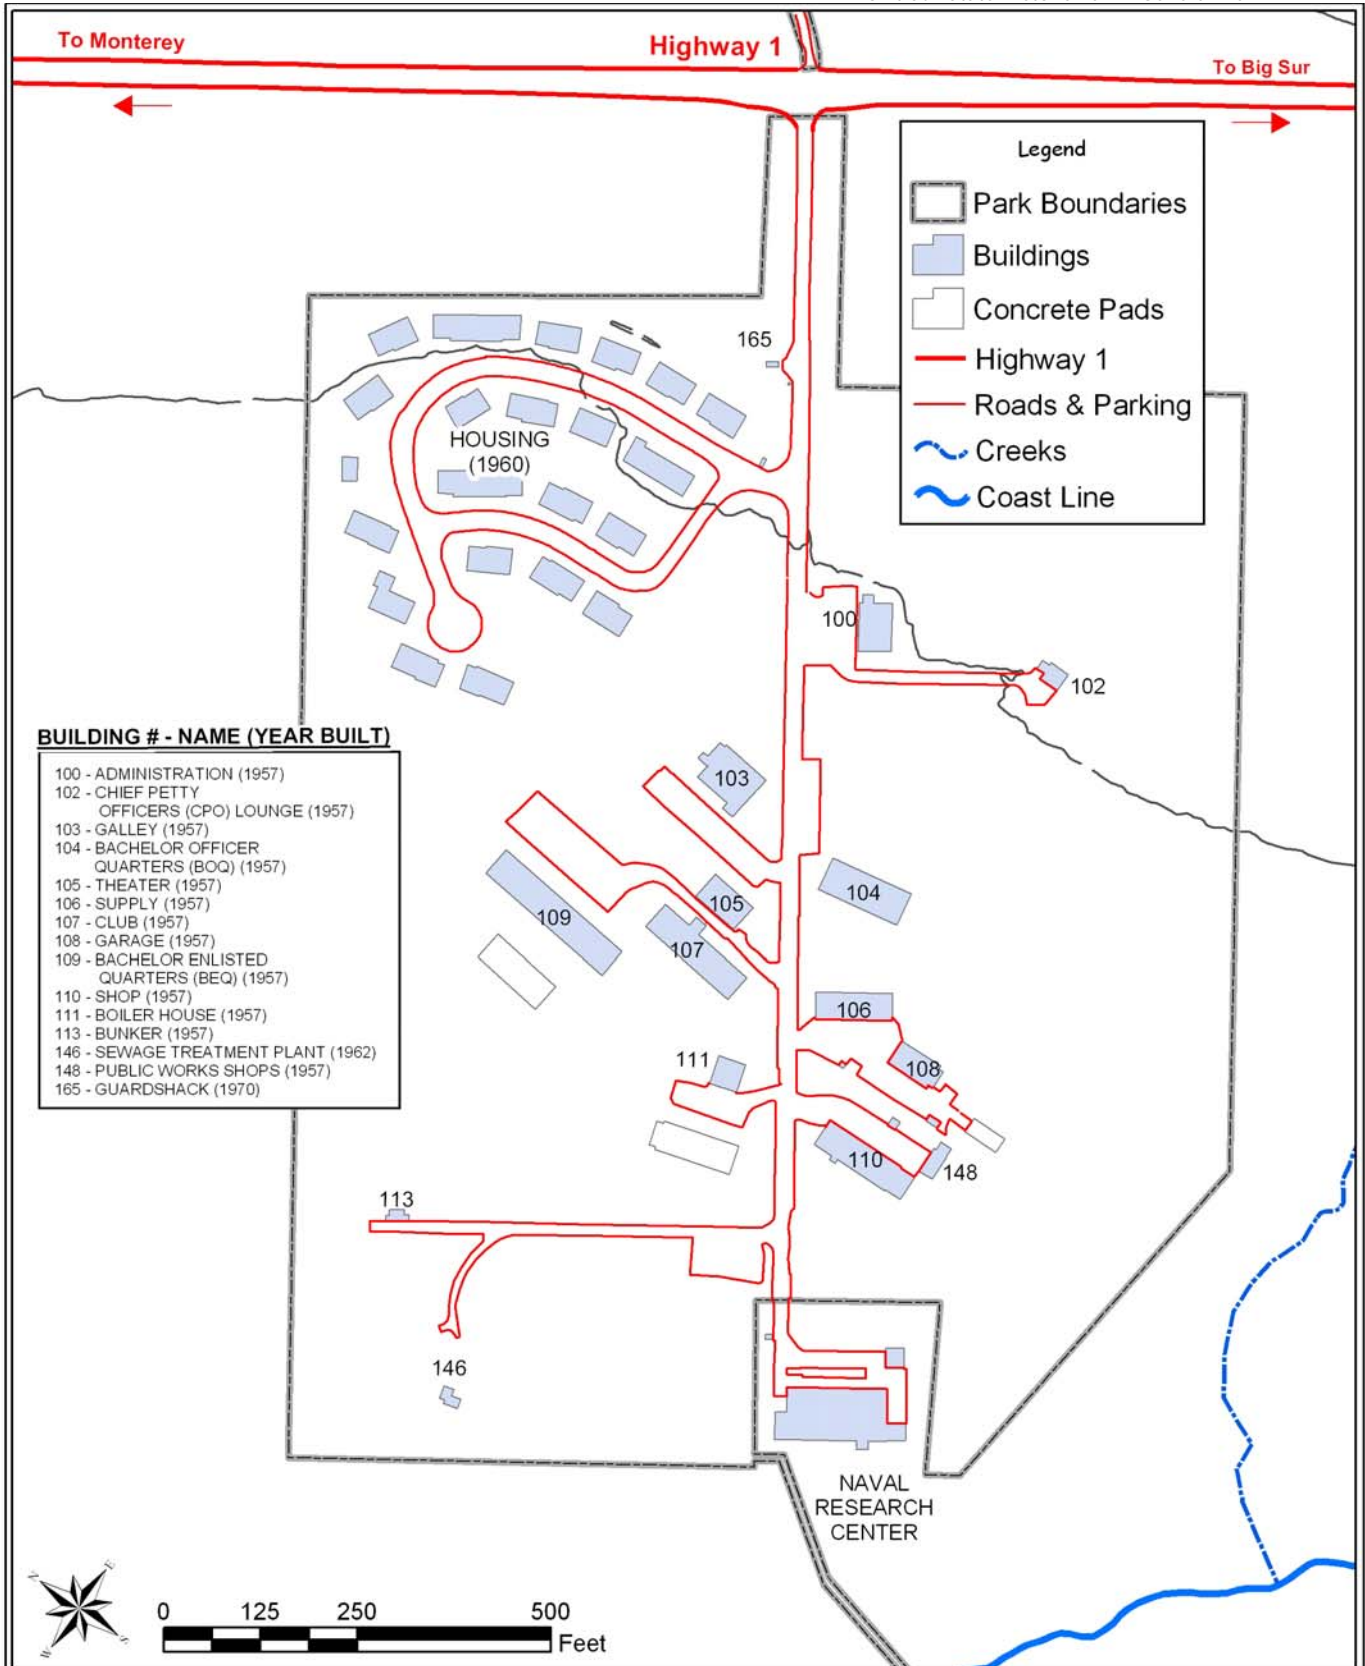 To Monterey
Highway 1
To Big Sur
Legend
Park Boundaries
Buildings
Concrete Pads
Highway 1
Roads & Parking
Creeks
Coast Line
165
HOUSING
(1960)
100
102
BUILDING # - NAME (YEAR BUILT)
100 - ADMINISTRATION (1957)
102 - CHIEF PETTY
OFFICERS (CPO) LOUNGE (1957)
103 - GALLEY (1957)
104 - BACHELOR OFFICER
QUARTERS (BOQ) (1957)
105 - THEATER (1957)
106 - SUPPLY (1957)
107 - CLUB (1957)
108 - GARAGE (1957)
109 - BACHELOR ENLISTED
QUARTERS (BEQ) (1957)
110 - SHOP (1957)
111 - BOILER HOUSE (1957)
113 - BUNKER (1957)
146 - SEWAGE TREATMENT PLANT (1962)
148 - PUBLIC WORKS SHOPS (1957)
165 - GUARDSHACK (1970)
103
104
105
109
107
106
111
108
110
148
113
146
NAVAL
RESEARCH
CENTER
N
E
W
S
0 125 250 500
Feet